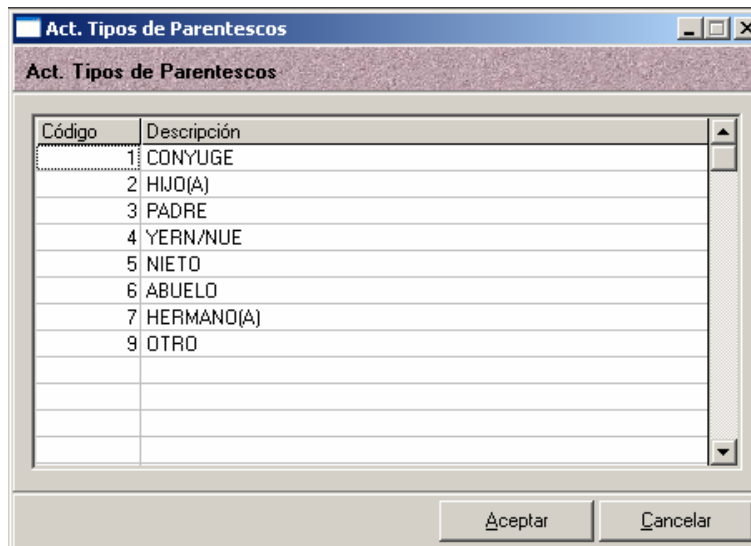 Act. Tipos de Parentescos
Act. Tipos de Parentescos
Código Descripción
1 CONYUGE
2 HIJO(A)
3 PADRE
4 YERN/NUE
5 NIETO
6 ABUELO
7 HERMANO(A)
9 OTRO
Aceptar Cancelar